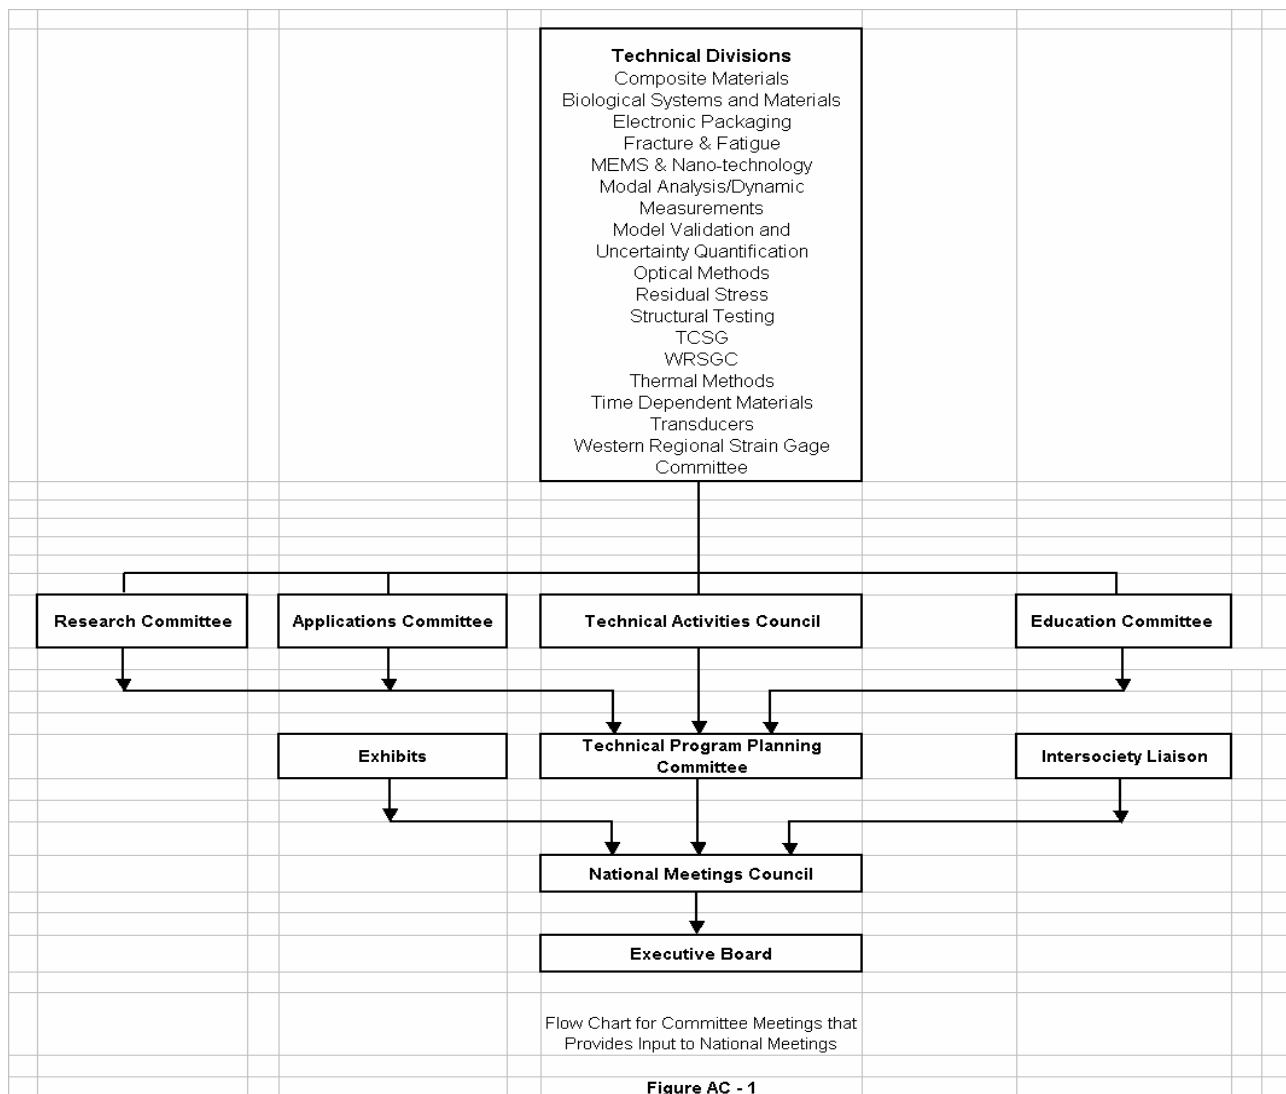 Technical Divisions
Composite Materials
Biological Systems and Materials
Electronic Packaging
Fracture & Fatigue
MEMS & Nano-technology
Modal Analysis/Dynamic
Measurements
Model Validation and
Uncertainty Quantification
Optical Methods
Residual Stress
Structural Testing
TCSG
WRSGC
Thermal Methods
Time Dependent Materials
Transducers
Western Regional Strain Gage
Committee
Research Committee
Applications Committee
Technical Activities Council
Education Committee
Exhibits
Technical Program Planning
Committee
Intersociety Liaison
National Meetings Council
Executive Board
Flow Chart for Committee Meetings that
Provides Input to National Meetings
Figure AC - 1